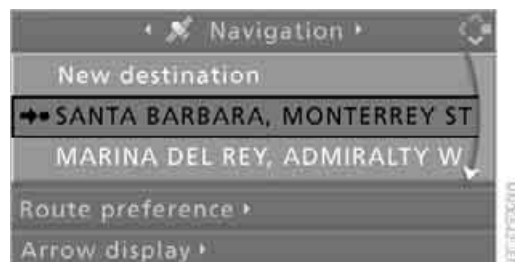 Navigation
New destination
SANTA BARBARA, MONTERREY ST
MARINA DEL REY, ADMIRALTY W
Route preference
Arrow display